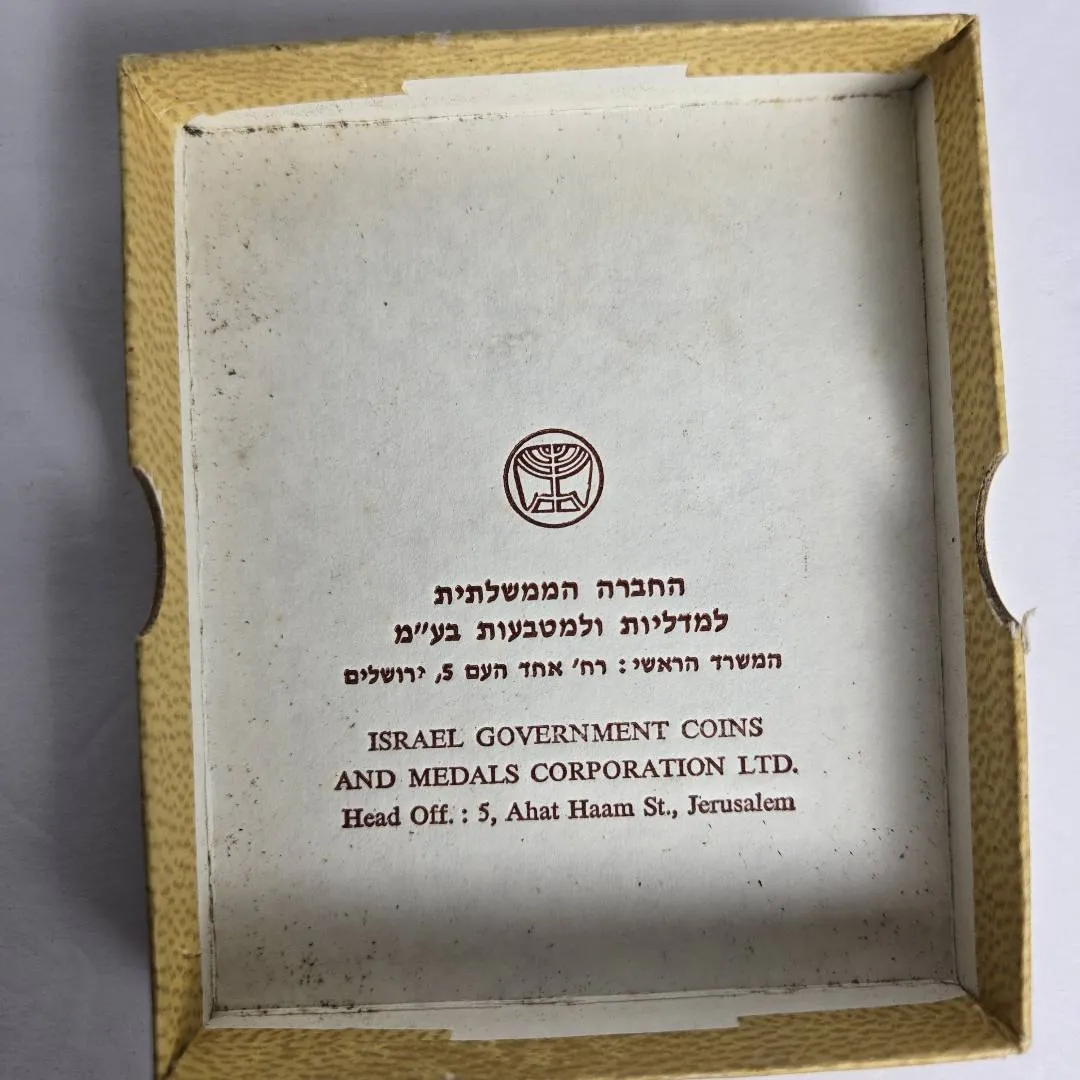 החברה הממשלתית
למדליות ולמטבעות בע"מ
המשרד הראשי : רח' אחד העם 5, ירושלים
ISRAEL GOVERNMENT COINS
AND MEDALS CORPORATION LTD.
Head Off. : 5, Ahat Haam St., Jerusalem